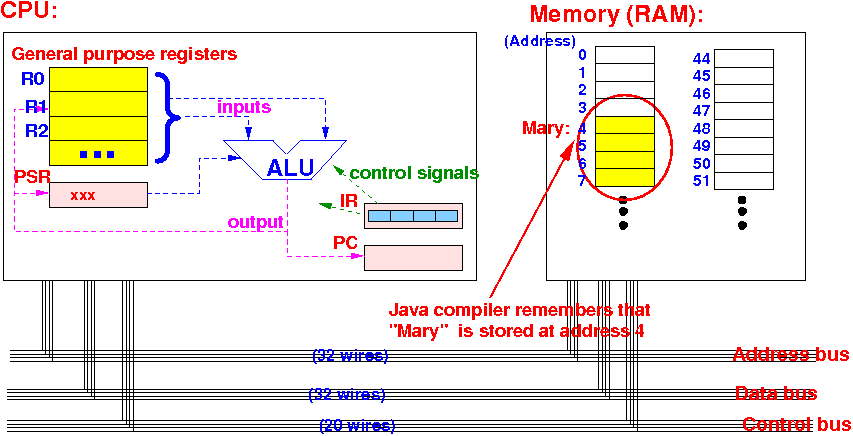 CPU:
Memory (RAM):
General purpose registers
(Address)
R0
R1
R2
inputs
ALU
PSR
xxx
control signals
IR
output
PC
0
1
2
3
Mary:
4
5
6
7
44
45
46
47
48
49
50
51
Java compiler remembers that
"Mary" is stored at address 4
(32 wires)
Address bus
(32 wires)
Data bus
(20 wires)
Control bus